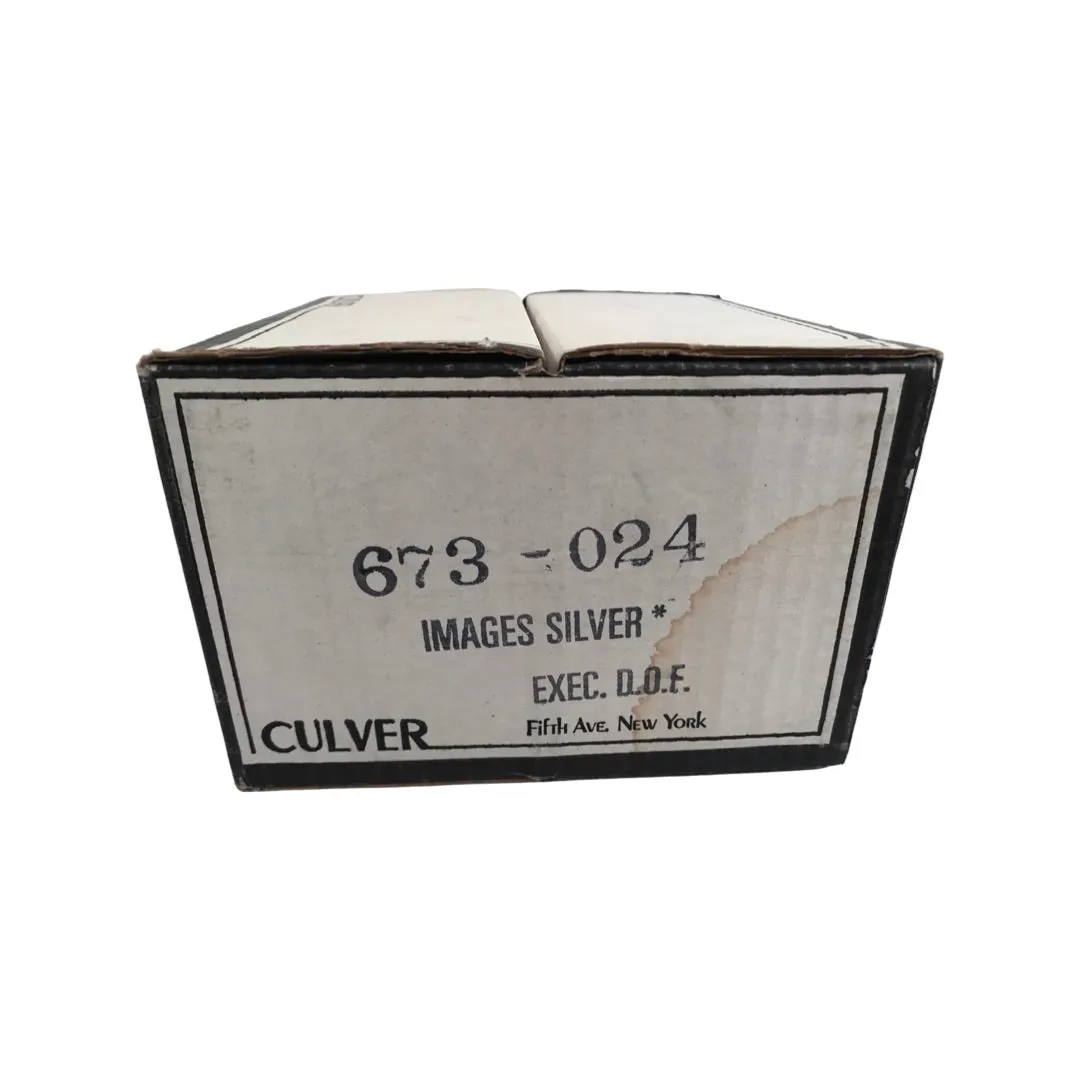 673 - 024
IMAGES SILVER *
EXEC. D.O.F.
CULVER
Fifth Ave. New York